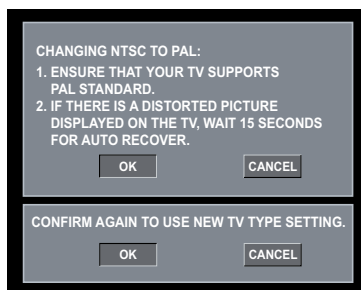 CHANGING NTSC TO PAL:
1. ENSURE THAT YOUR TV SUPPORTS
PAL STANDARD.
2. IF THERE IS A DISTORTED PICTURE
DISPLAYED ON THE TV, WAIT 15 SECONDS
FOR AUTO RECOVER.
OK CANCEL
CONFIRM AGAIN TO USE NEW TV TYPE SETTING.
OK CANCEL